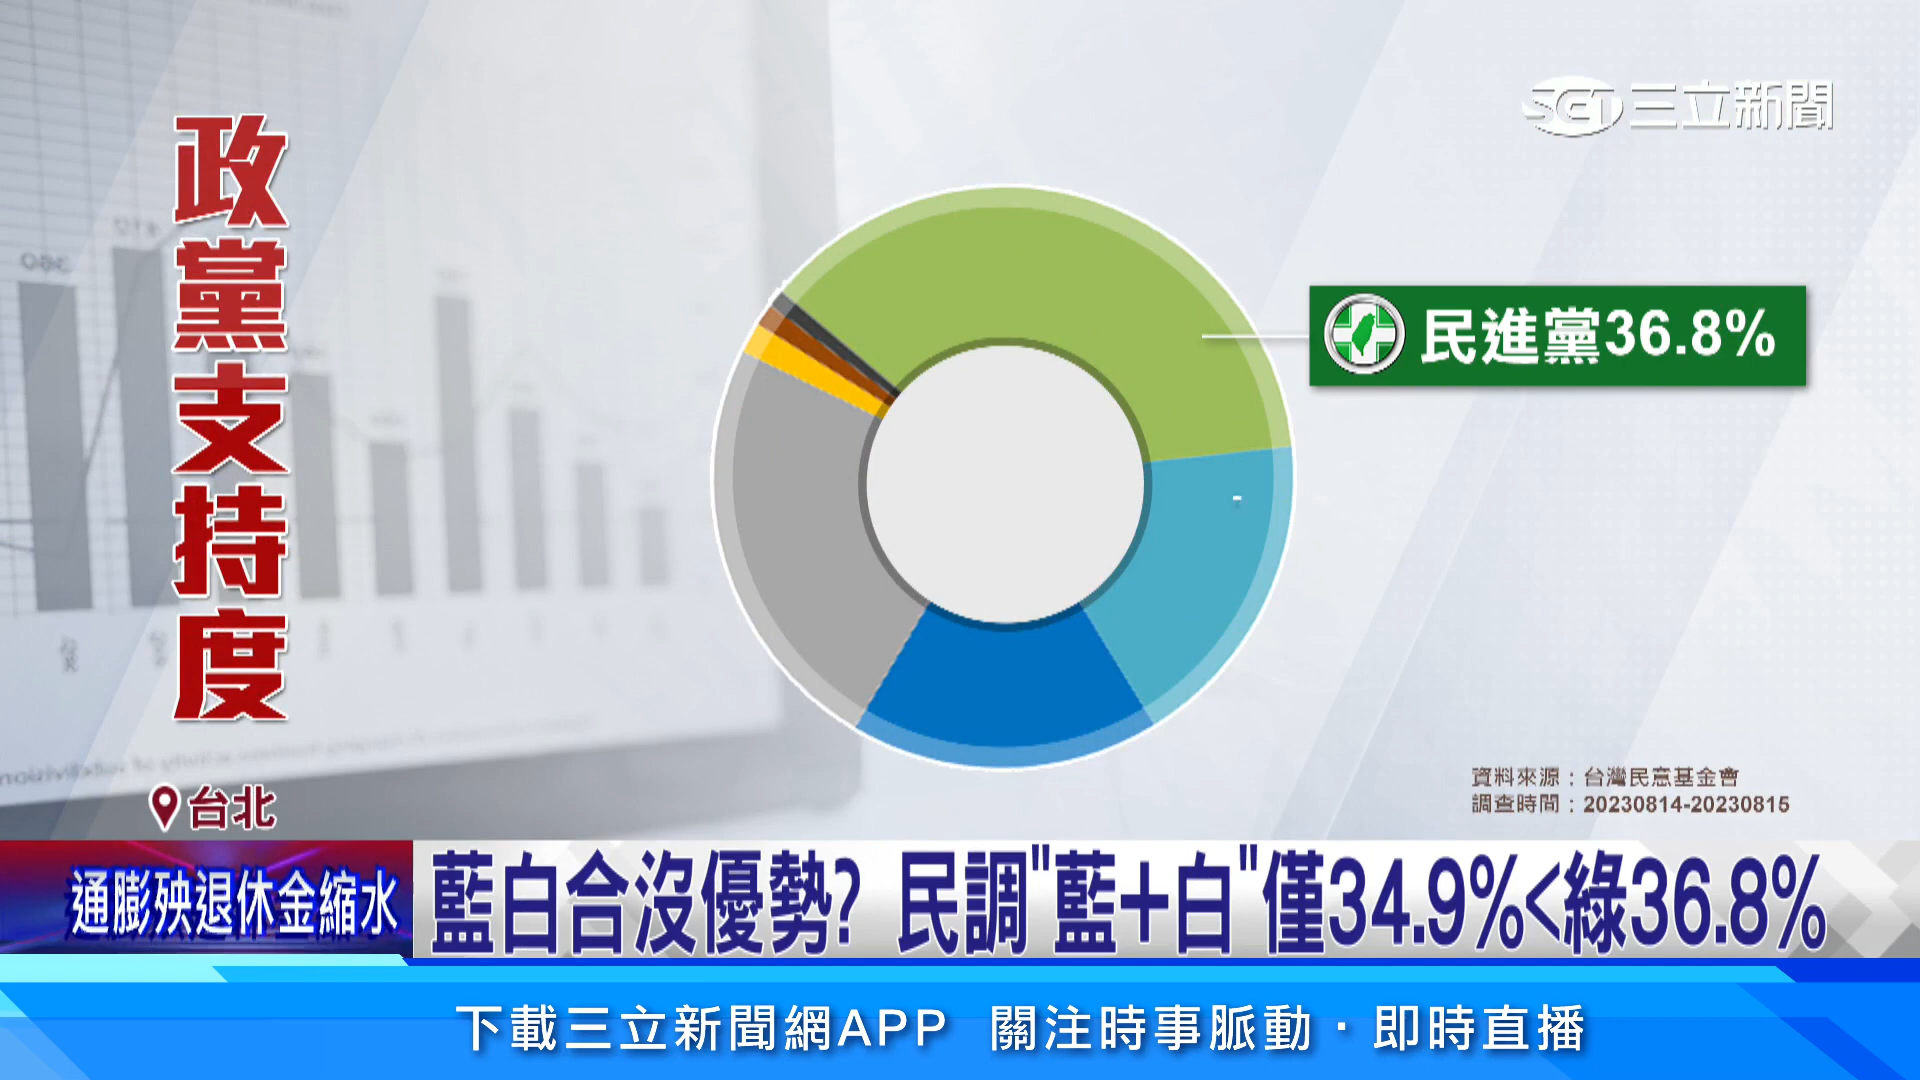 政黨支持度
SET三立新聞
民進黨36.8%
資料來源：台灣民意基金會
調查時間：20230814-20230815
台北
通膨殃退休金縮水
藍白合沒優勢? 民調"藍+白"僅34.9%<綠36.8%
下載三立新聞網APP 關注時事脈動·即時直播